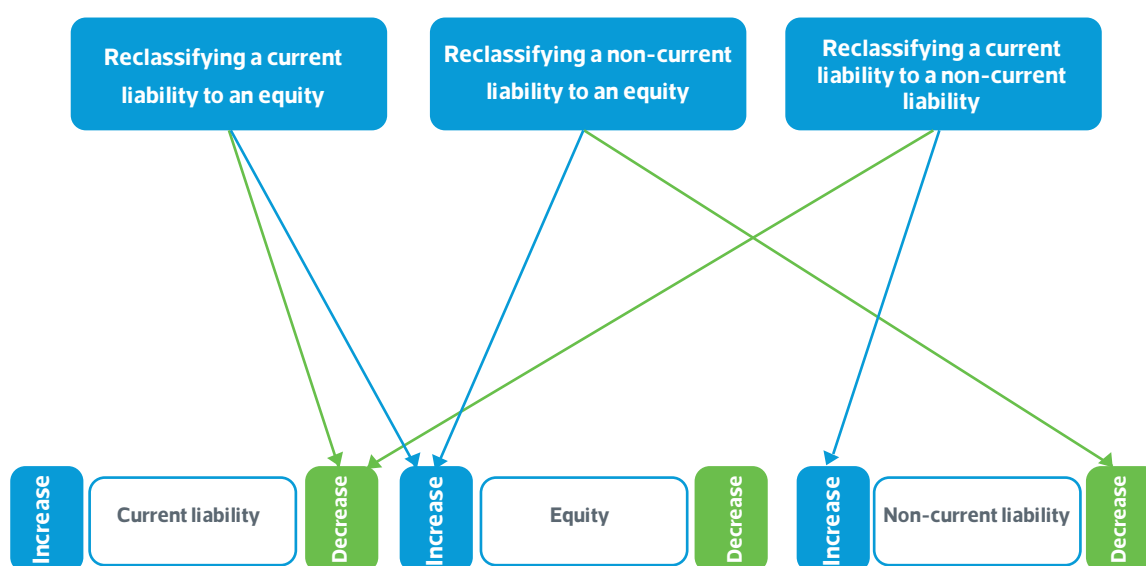 Reclassifying a current
liability to an equity
Reclassifying a non-current
liability to an equity
Reclassifying a current
liability to a non-current
liability
Increase
Current liability
Decrease
Increase
Equity
Decrease
Increase
Non-current liability
Decrease